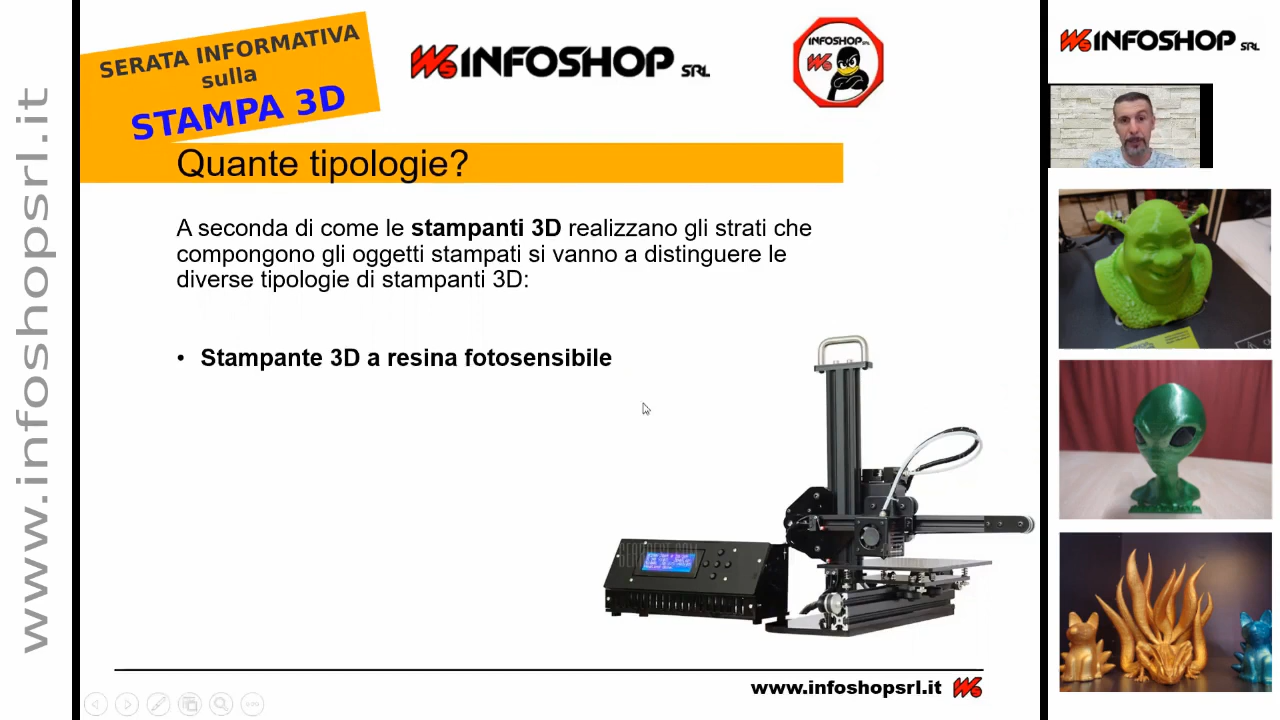 SERATA INFORMATIVA
sulla
STAMPA 3D
INFOSHOP SRL
INFOSHOP SRL
INFOSHOP SRL
www.infoshopsrl.it
Quante tipologie?
A seconda di come le stampanti 3D realizzano gli strati che
compongono gli oggetti stampati si vanno a distinguere le
diverse tipologie di stampanti 3D:
• Stampante 3D a resina fotosensibile
www.infoshopsrl.it